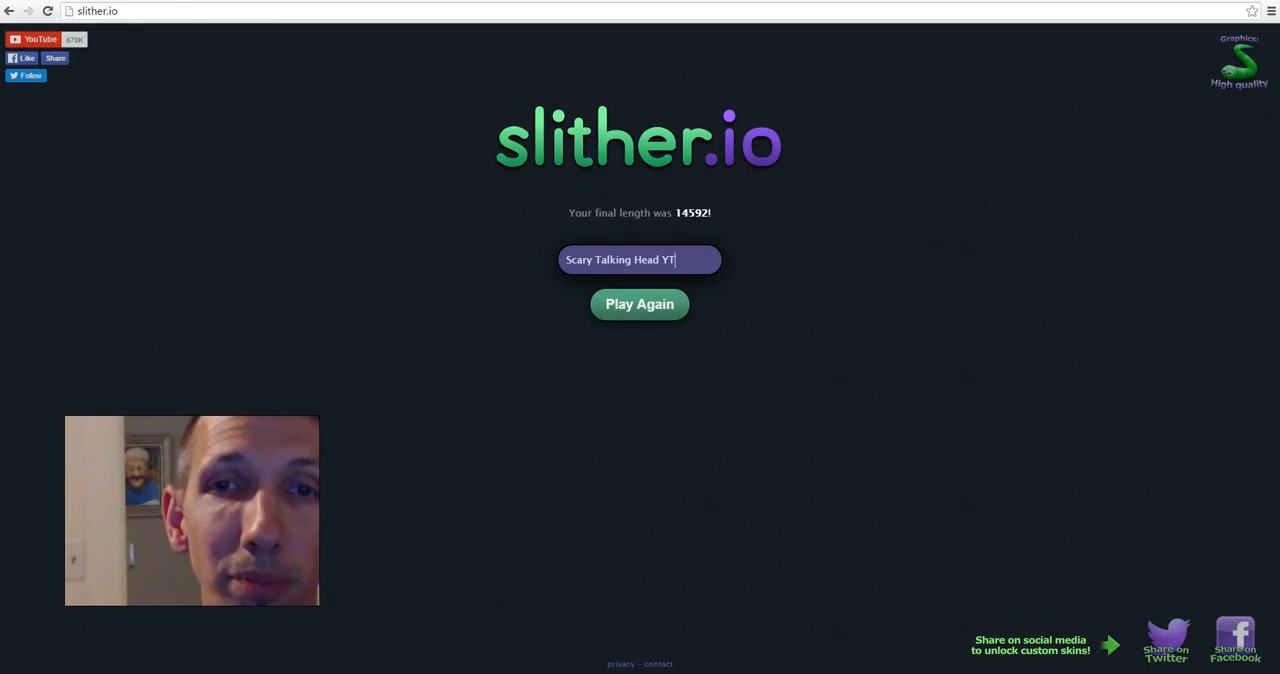 slither.io
YouTube 670K
Like Share
Follow
Graphics:
High quality
slither.io
Your final length was 14592!
Scary Talking Head YT
Play Again
Share on social media
to unlock custom skins!
Share on
Twitter
Share on
Facebook
privacy - contact